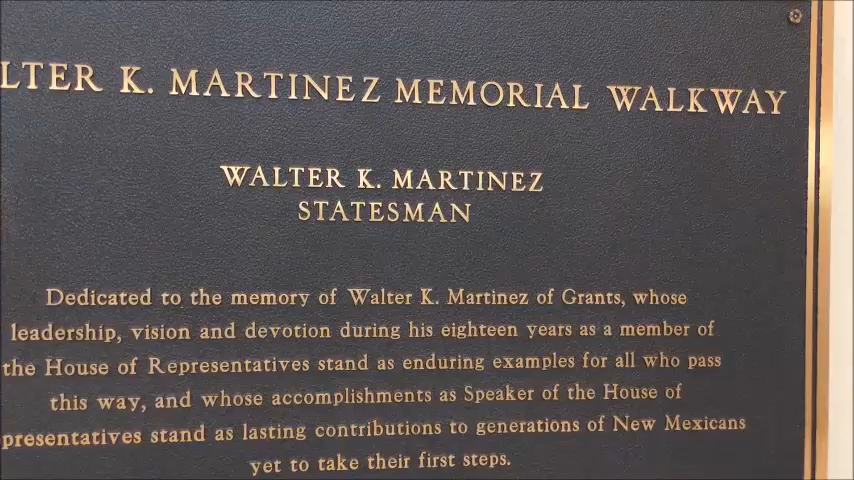 LTER K. MARTINEZ MEMORIAL WALKWAY
WALTER K. MARTINEZ
STATESMAN
Dedicated to the memory of Walter K. Martinez of Grants, whose
leadership, vision and devotion during his eighteen years as a member of
the House of Representatives stand as enduring examples for all who pass
this way, and whose accomplishments as Speaker of the House of
presentatives stand as lasting contributions to generations of New Mexicans
yet to take their first steps.